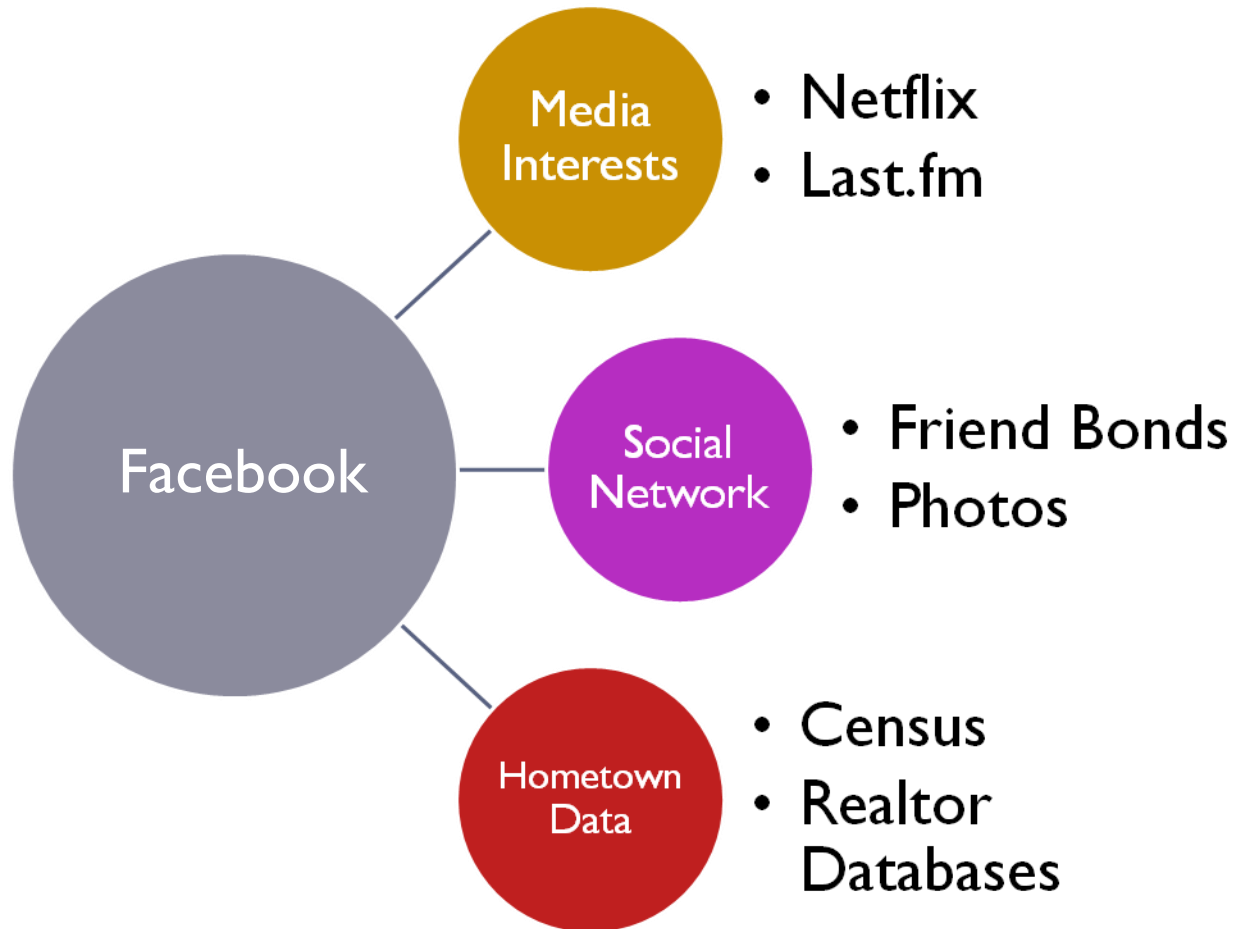 Media
Interests
• Netflix
• Last.fm
Facebook
Social
Network
• Friend Bonds
• Photos
Hometown
Data
• Census
• Realtor
Databases